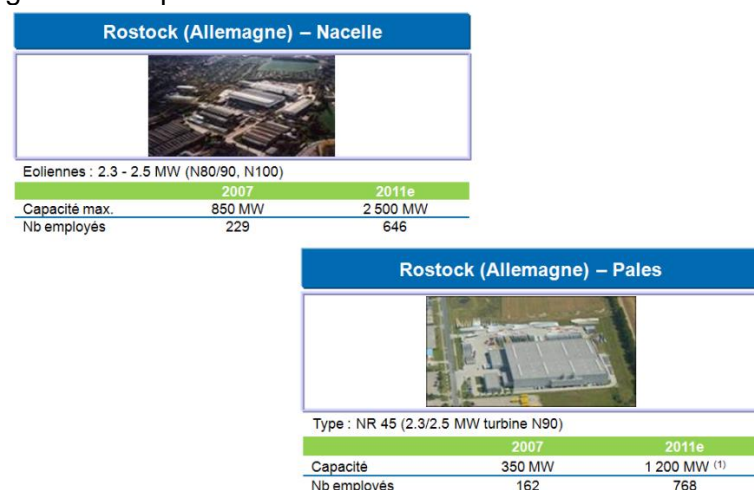 Rostock (Allemagne) – Nacelle
Eoliennes : 2.3 - 2.5 MW (N80/90, N100)
2007 2011e
Capacité max. 850 MW 2 500 MW
Nb employés 229 646
Rostock (Allemagne) – Pales
Type : NR 45 (2.3/2.5 MW turbine N90)
2007 2011e
Capacité 350 MW 1 200 MW (1)
Nb employés 162 768